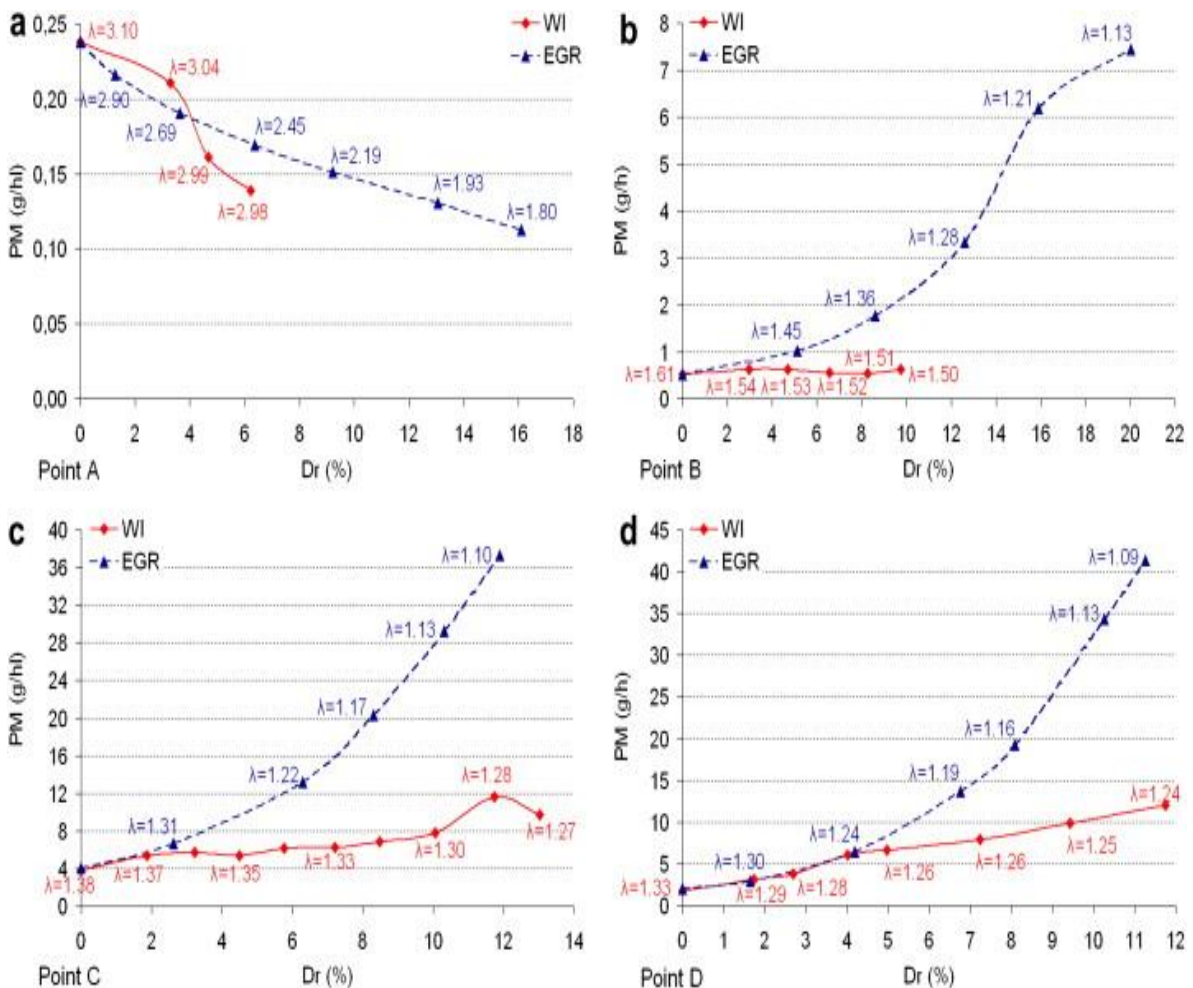 a
WI
EGR
PM (g/hl)
0,25
0,20
0,15
0,10
0,05
0,00
λ=3.10
λ=3.04
λ=2.90
λ=2.69
λ=2.45
λ=2.99
λ=2.19
λ=2.98
λ=1.93
λ=1.80
0 2 4 6 8 10 12 14 16 18
Point A Dr (%)
b
WI
EGR
PM (g/h)
8
7
6
5
4
3
2
1
0
λ=1.13
λ=1.21
λ=1.28
λ=1.36
λ=1.45
λ=1.61
λ=1.54
λ=1.53
λ=1.52
λ=1.51
λ=1.50
0 2 4 6 8 10 12 14 16 18 20 22
Point B Dr (%)
c
WI
EGR
PM (g/hl)
40
36
32
28
24
20
16
12
8
4
0
λ=1.10
λ=1.13
λ=1.17
λ=1.22
λ=1.28
λ=1.31
λ=1.38
λ=1.37
λ=1.35
λ=1.33
λ=1.30
λ=1.27
0 2 4 6 8 10 12 14
Point C Dr (%)
d
WI
EGR
PM (g/h)
45
40
35
30
25
20
15
10
5
0
λ=1.09
λ=1.13
λ=1.16
λ=1.19
λ=1.24
λ=1.24
λ=1.30
λ=1.33
λ=1.29
λ=1.28
λ=1.26
λ=1.26
λ=1.25
0 1 2 3 4 5 6 7 8 9 10 11 12
Point D Dr (%)